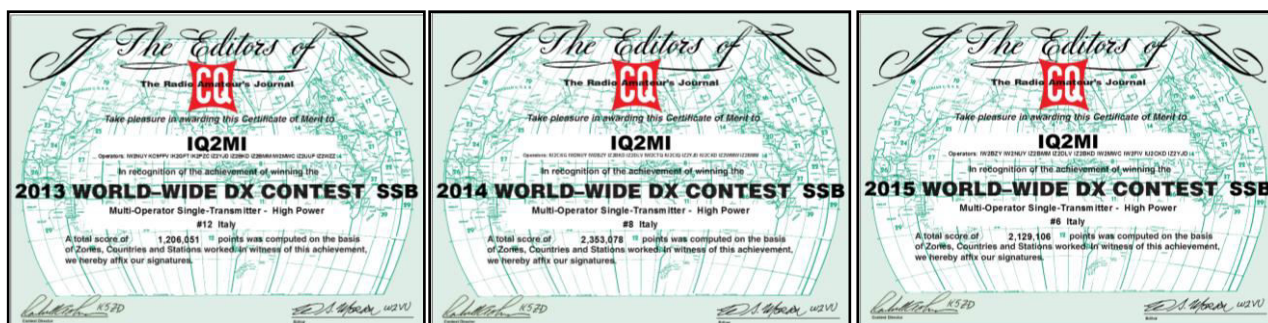 The Editors of
CQ
The Radio Amateur's Journal
Take pleasure in awarding this Certificate of Merit to
IQ2MI
In recognition of the achievement of winning the
2013 WORLD–WIDE DX CONTEST SSB
Multi-Operator Single-Transmitter - High Power
#12 Italy
A total score of 1,206,051 points was computed on the basis
of Zones, Countries and Stations worked. In witness of this achievement,
we hereby affix our signatures.
K5ZD
The Editors of
CQ
The Radio Amateur's Journal
Take pleasure in awarding this Certificate of Merit to
IQ2MI
In recognition of the achievement of winning the
2014 WORLD–WIDE DX CONTEST SSB
Multi-Operator Single-Transmitter - High Power
#8 Italy
A total score of 2,353,078 points was computed on the basis
of Zones, Countries and Stations worked. In witness of this achievement,
we hereby affix our signatures.
K5ZD
The Editors of
CQ
The Radio Amateur's Journal
Take pleasure in awarding this Certificate of Merit to
IQ2MI
In recognition of the achievement of winning the
2015 WORLD–WIDE DX CONTEST SSB
Multi-Operator Single-Transmitter - High Power
#6 Italy
A total score of 2,129,106 points was computed on the basis
of Zones, Countries and Stations worked. In witness of this achievement,
we hereby affix our signatures.
K5ZD